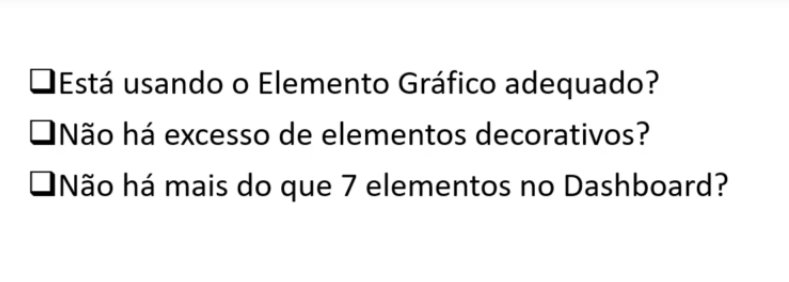 ❑Está usando o Elemento Gráfico adequado?
❑Não há excesso de elementos decorativos?
❑Não há mais do que 7 elementos no Dashboard?